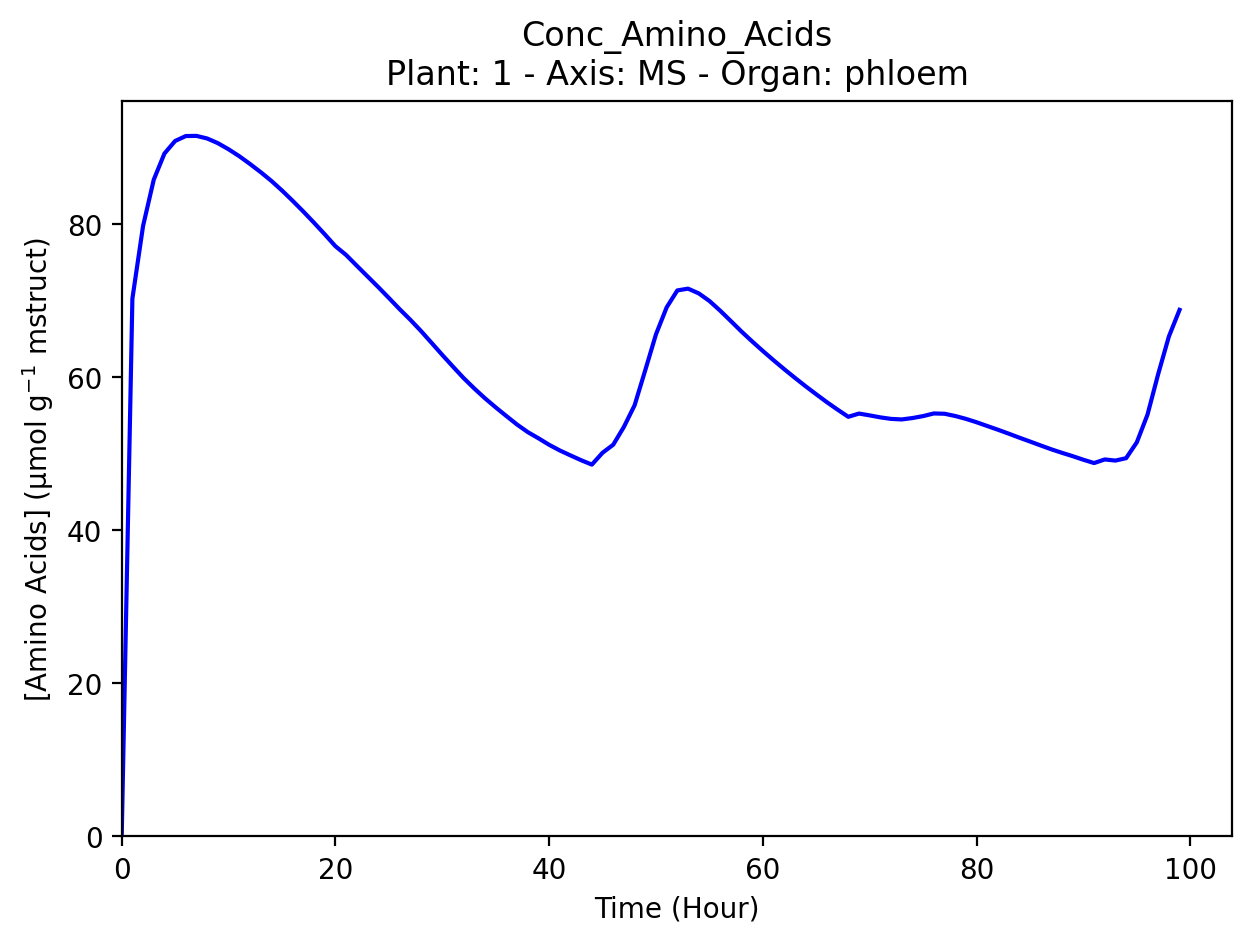 Conc_Amino_Acids
Plant: 1 - Axis: MS - Organ: phloem
[Amino Acids] (µmol g⁻¹ mstruct)
80
60
40
20
0
0 20 40 60 80 100
Time (Hour)